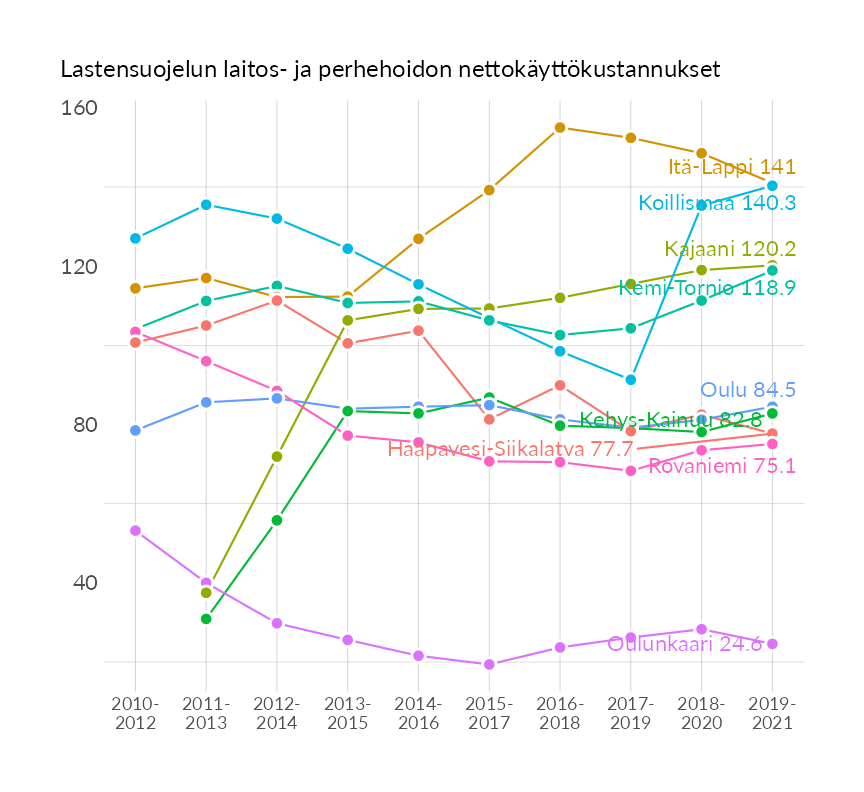 Lastensuojelun laitos- ja perhehoidon nettokäyttökustannukset
160
120
80
40
Itä-Lappi 141
Koillismaa 140.3
Kajaani 120.2
Kemi-Tornio 118.9
Oulu 84.5
Kehys-Kainuu 82.8
Haapavesi-Siikalatva 77.7
Rovaniemi 75.1
Oulunkaari 24.6
2010-
2012
2011-
2013
2012-
2014
2013-
2015
2014-
2016
2015-
2017
2016-
2018
2017-
2019
2018-
2020
2019-
2021